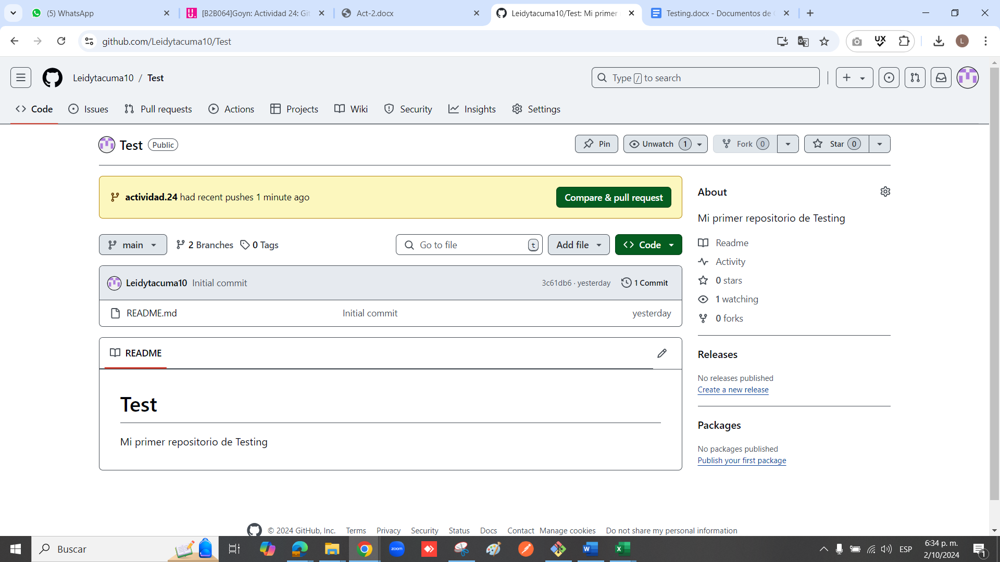 (5) WhatsApp
[B2B064]Goyn: Actividad 24: Git
Act-2.docx
Leidytacuma10/Test: Mi primer
Testing.docx - Documentos de
github.com/Leidytacuma10/Test
UX
L
Leidytacuma10 / Test
Type / to search
Code
Issues
Pull requests
Actions
Projects
Wiki
Security
Insights
Settings
Test Public
Pin
Unwatch 1
Fork 0
Star 0
actividad.24 had recent pushes 1 minute ago
Compare & pull request
About
Mi primer repositorio de Testing
main
2 Branches
0 Tags
Go to file t
Add file
Code
Readme
Activity
0 stars
1 watching
0 forks
Leidytacuma10 Initial commit
3c61db6 · yesterday
1 Commit
README.md
Initial commit
yesterday
README
Test
Mi primer repositorio de Testing
Releases
No releases published
Create a new release
Packages
No packages published
Publish your first package
© 2024 GitHub, Inc.
Terms
Privacy
Security
Status
Docs
Contact
Manage cookies
Do not share my personal information
Buscar
zoom
ESP
6:34 p. m.
2/10/2024
1